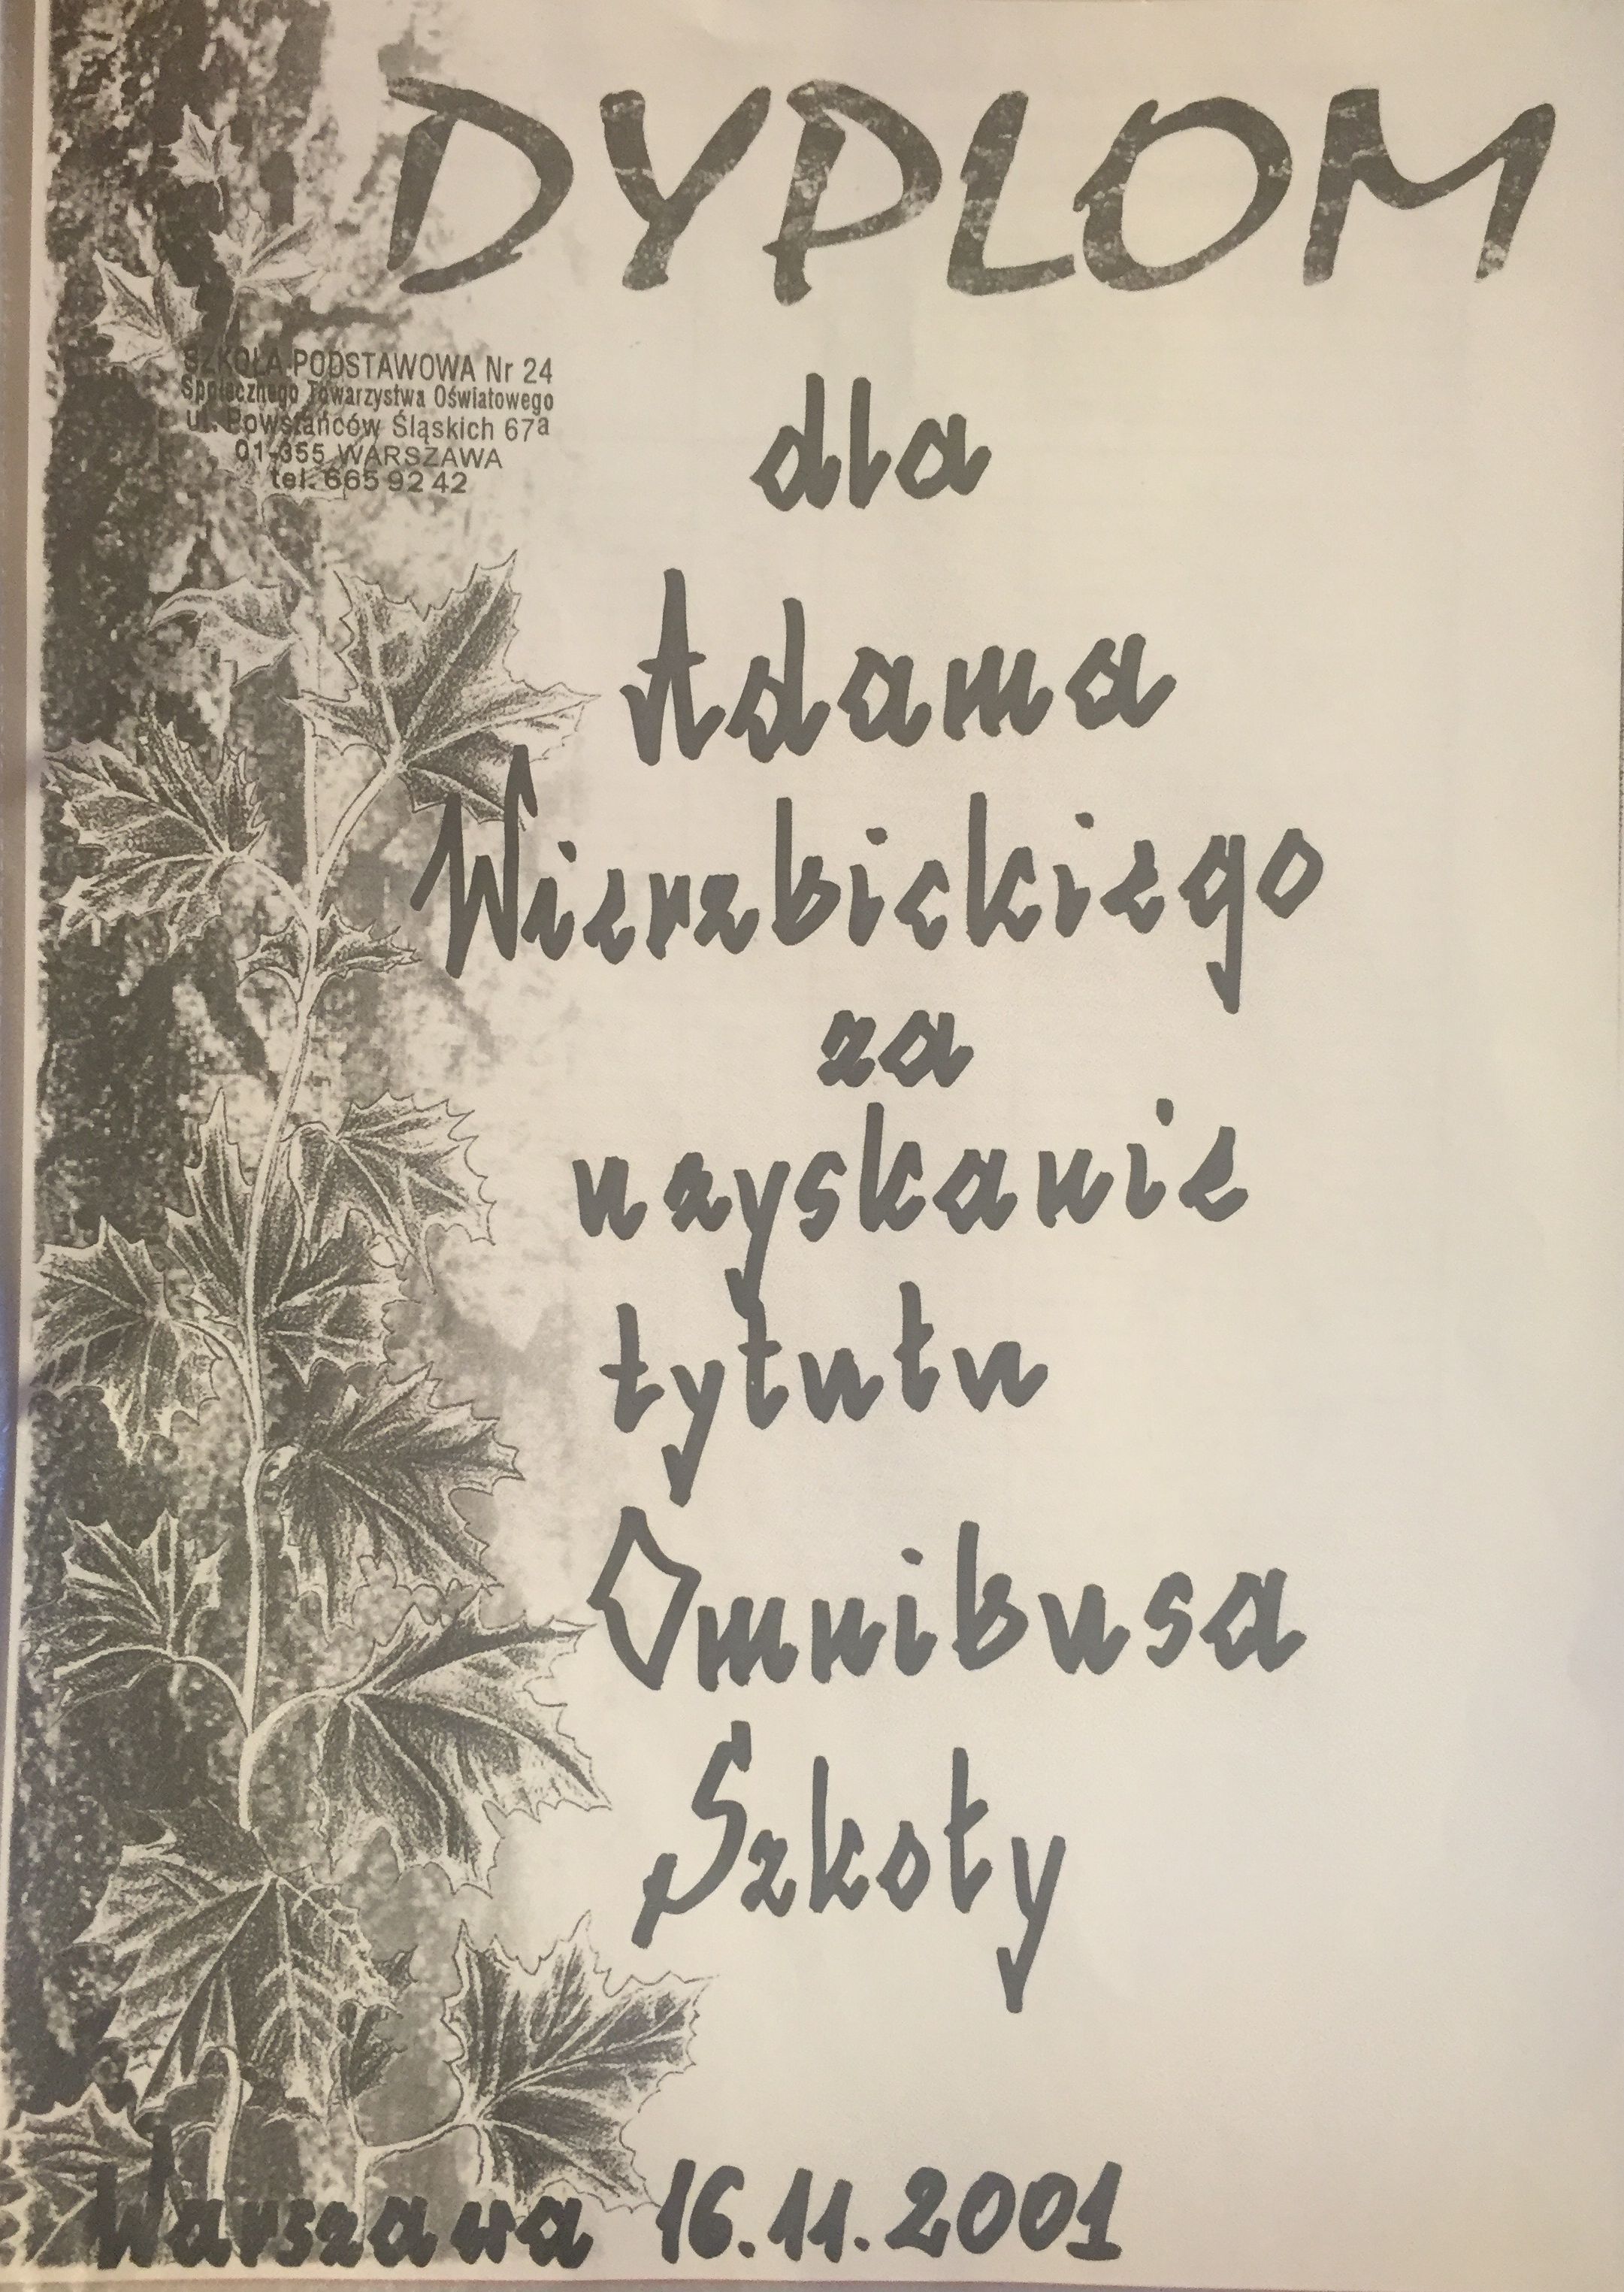 DYPLOM
SZKOŁA PODSTAWOWA Nr 24
Społecznego Towarzystwa Oświatowego
ul. Powstańców Śląskich 67a
01-355 WARSZAWA
tel. 665 92 42
dla
Adama
Wierzbickiego
za
uzyskanie
tytułu
Omnibusa
Szkoły
Warszawa 16.11.2001